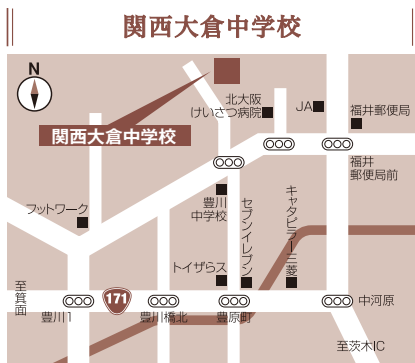 関西大倉中学校
N
北大阪
けいさつ病院
JA
福井郵便局
関西大倉中学校
福井
郵便局前
フットワーク
豊川
中学校
セブンイレブン
キャタピラー三菱
トイザらス
至箕面
171
中河原
豊川1
豊川橋北
豊原町
至茨木IC